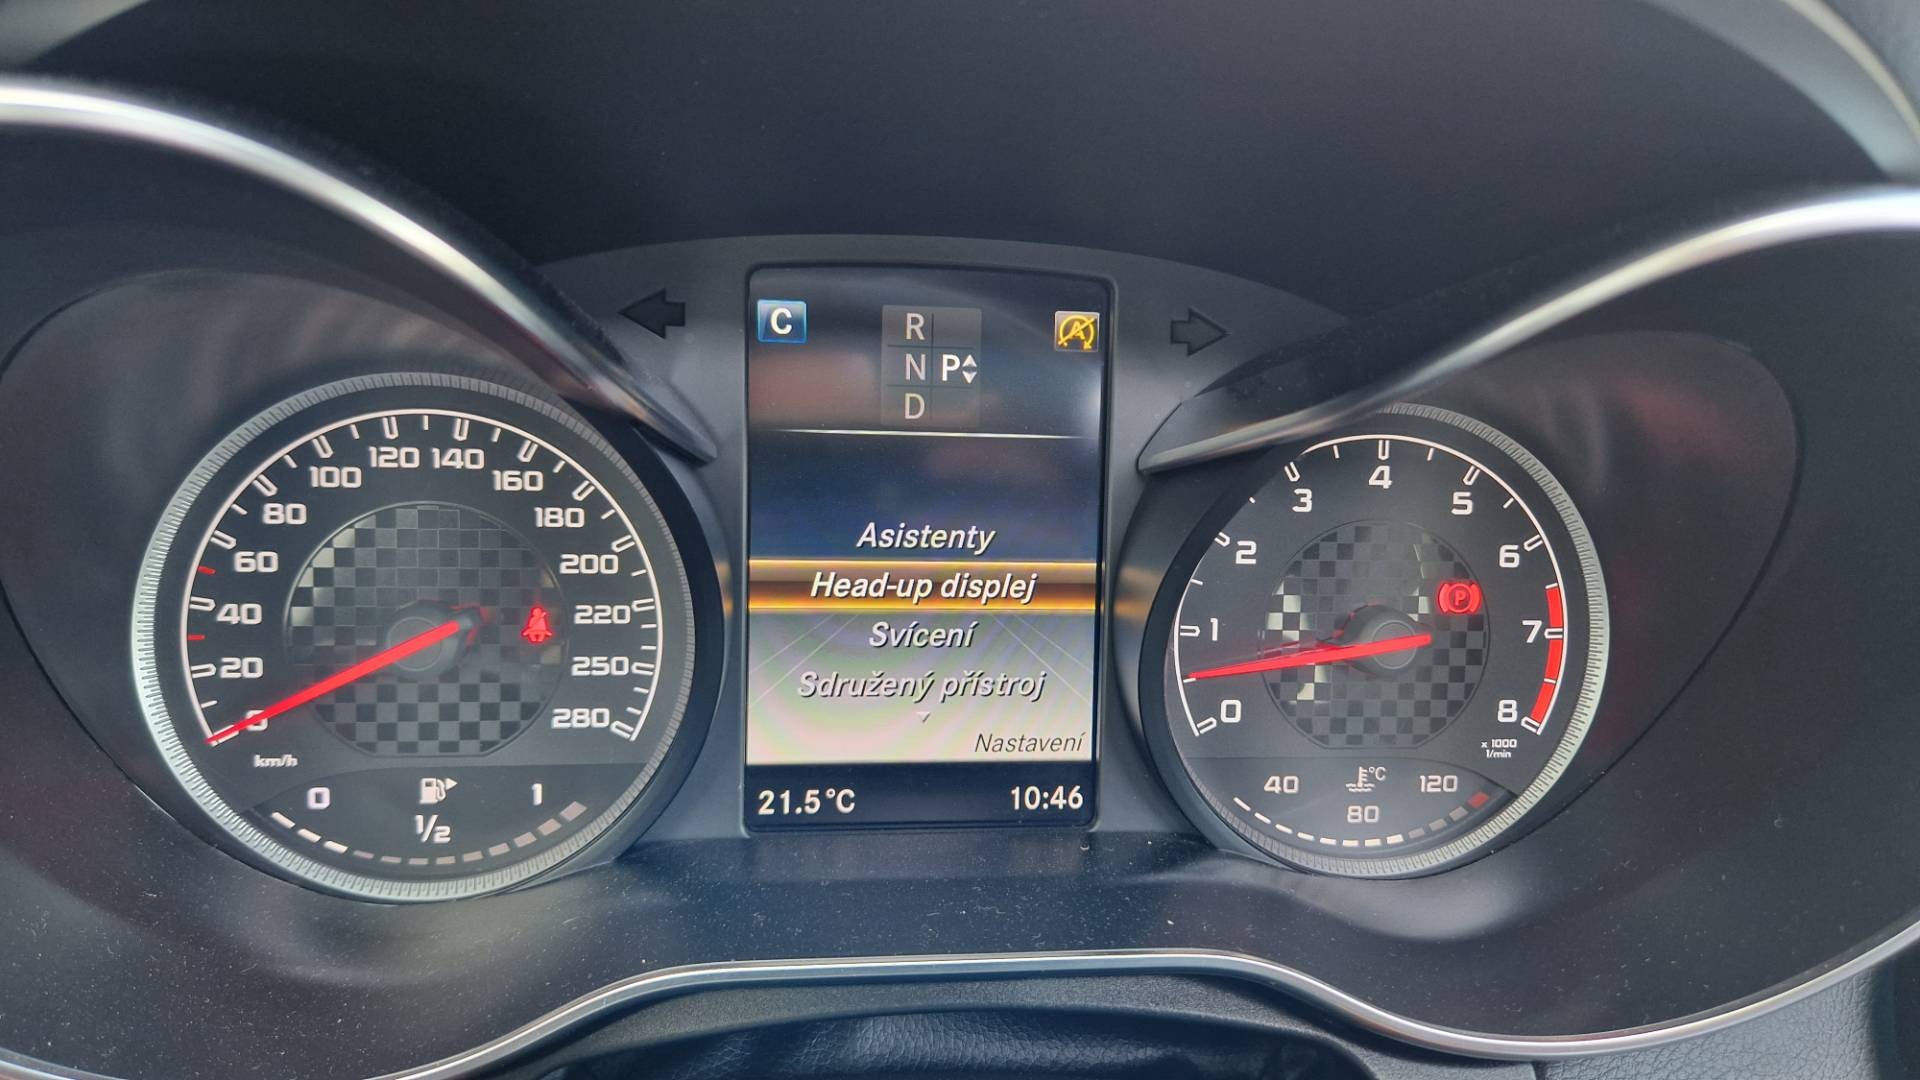 C
R
N P
D
A
Asistenty
Head-up displej
Svícení
Sdružený přístroj
Nastavení
21.5°C
10:46
0
20
40
60
80
100
120
140
160
180
200
220
250
280
km/h
0
1/2
1
0
1
2
3
4
5
6
7
8
x 1000
1/min
P
40
°C
80
120